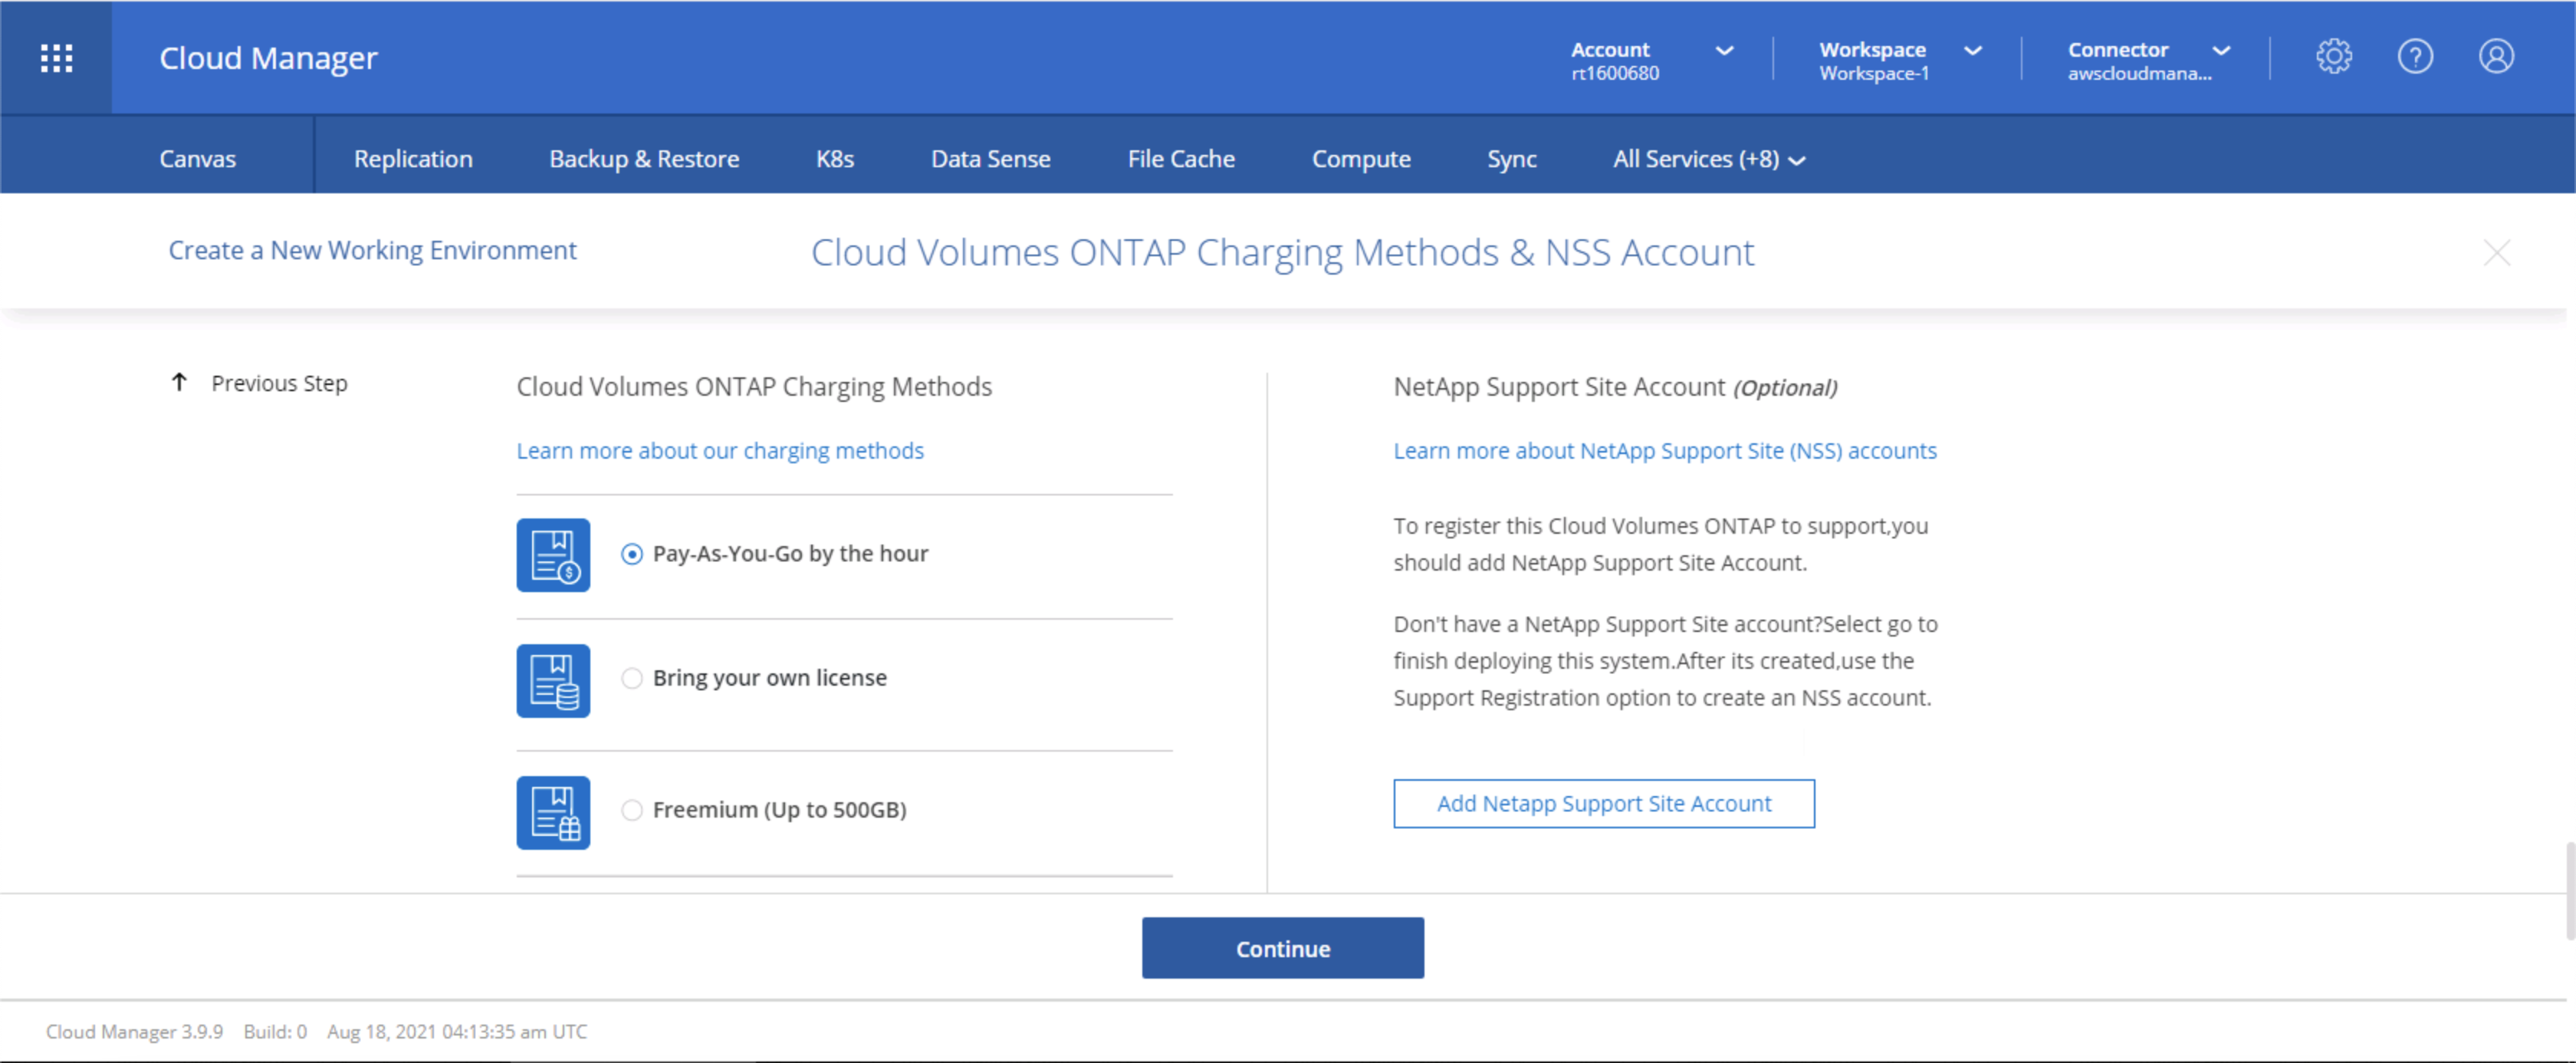 Cloud Manager
Account
rt1600680
Workspace
Workspace-1
Connector
awscloudmana...
Canvas
Replication
Backup & Restore
K8s
Data Sense
File Cache
Compute
Sync
All Services (+8)
Create a New Working Environment
Cloud Volumes ONTAP Charging Methods & NSS Account
Previous Step
Cloud Volumes ONTAP Charging Methods
Learn more about our charging methods
Pay-As-You-Go by the hour
Bring your own license
Freemium (Up to 500GB)
NetApp Support Site Account (Optional)
Learn more about NetApp Support Site (NSS) accounts
To register this Cloud Volumes ONTAP to support,you
should add NetApp Support Site Account.
Don't have a NetApp Support Site account?Select go to
finish deploying this system.After its created,use the
Support Registration option to create an NSS account.
Add Netapp Support Site Account
Continue
Cloud Manager 3.9.9 Build: 0 Aug 18, 2021 04:13:35 am UTC